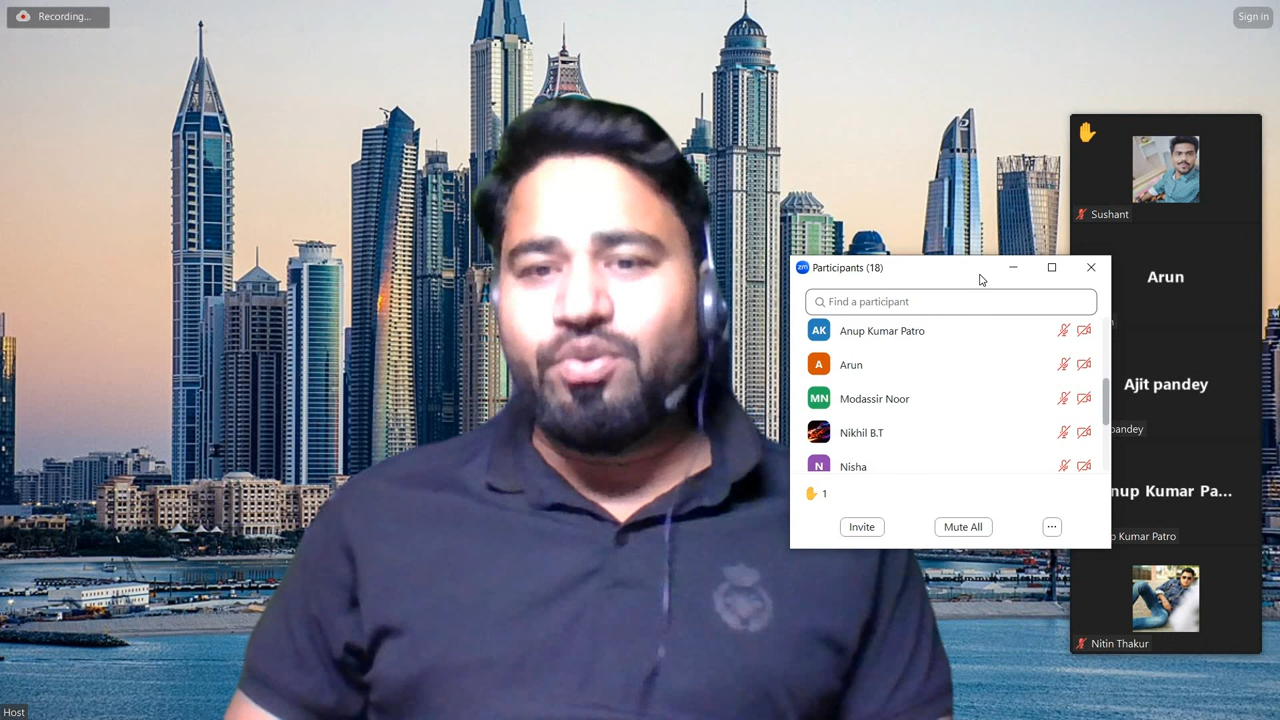 Recording...
Sign in
Sushant
Arun
Ajit pandey
pandey
nup Kumar Pa...
Kumar Patro
Nitin Thakur
zm Participants (18)
Find a participant
AK Anup Kumar Patro
A Arun
MN Modassir Noor
Nikhil B.T
N Nisha
1
Invite
Mute All
...
Host